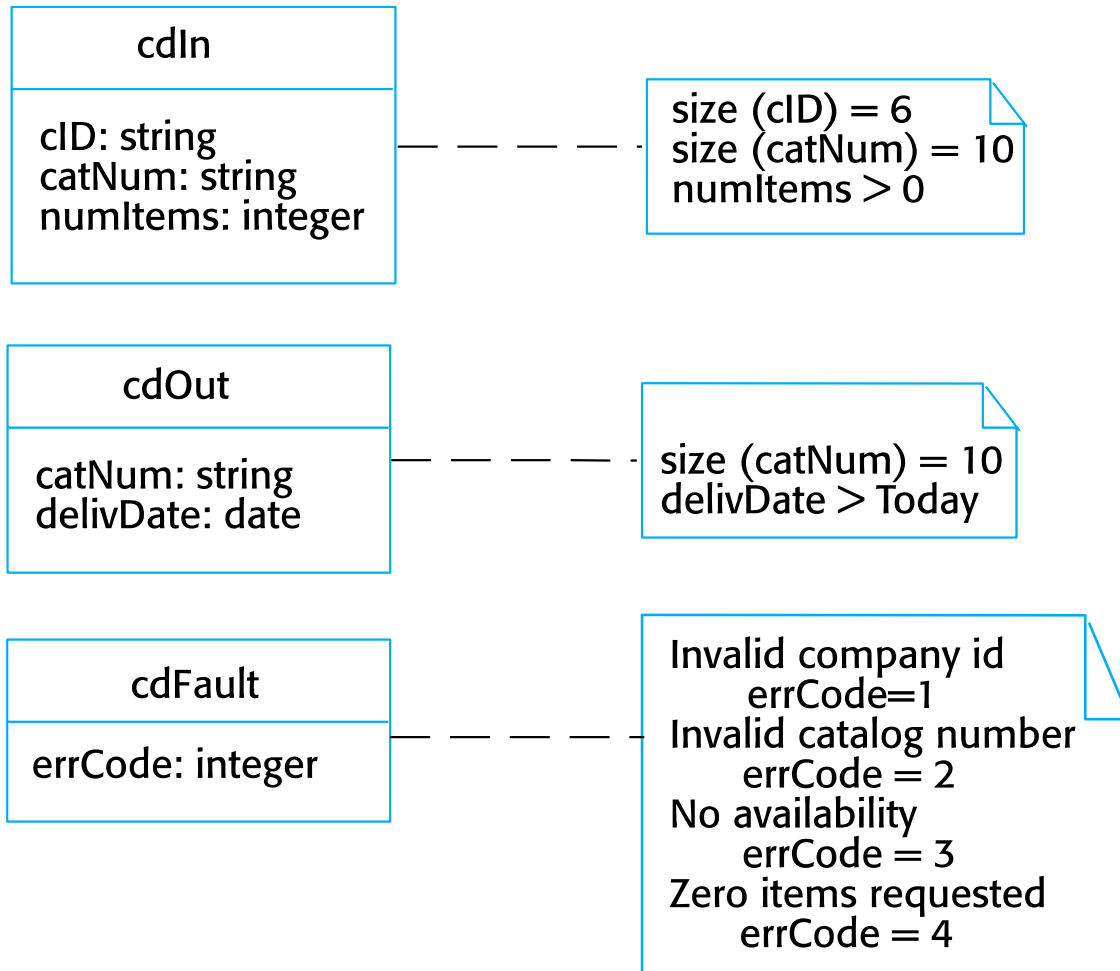 cdIn
cID: string
catNum: string
numItems: integer
size (cID) = 6
size (catNum) = 10
numItems > 0
cdOut
catNum: string
delivDate: date
size (catNum) = 10
delivDate > Today
cdFault
errCode: integer
Invalid company id
errCode=1
Invalid catalog number
errCode = 2
No availability
errCode = 3
Zero items requested
errCode = 4